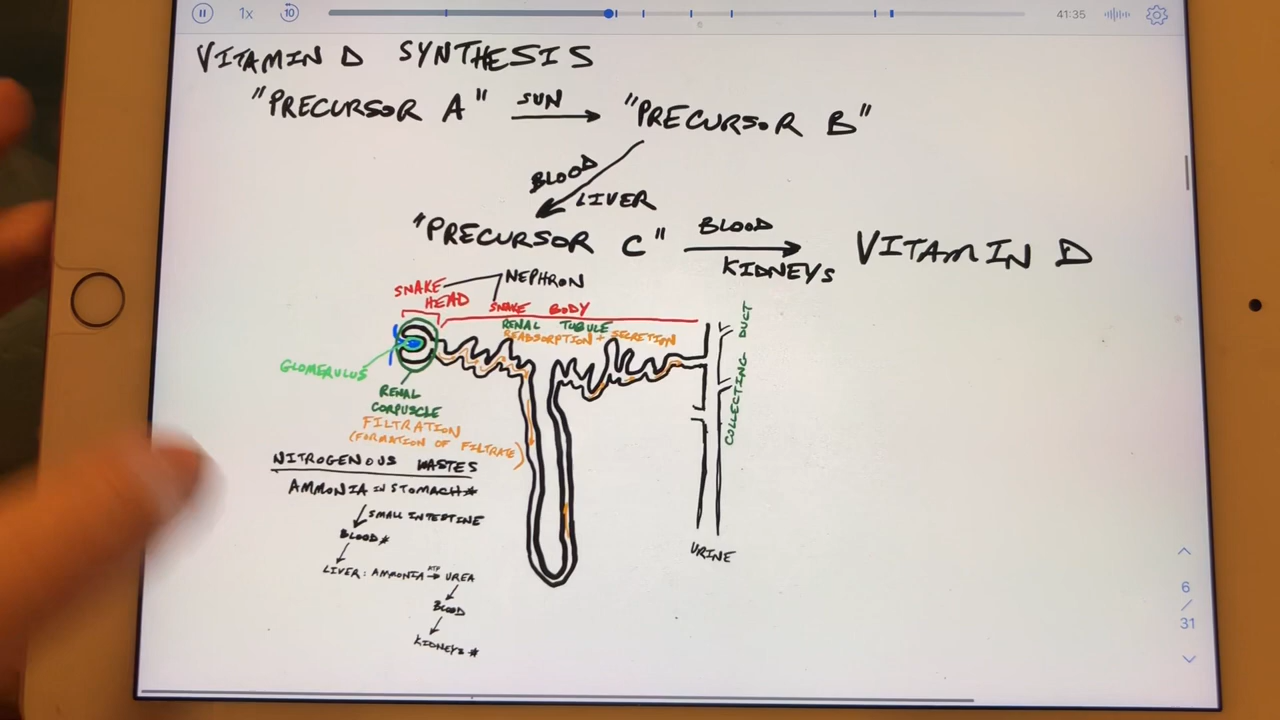 1x
10
41:35
VITAMIN D SYNTHESIS
"PRECURSOR A" SUN "PRECURSOR B"
BLOOD
LIVER
"PRECURSOR C" BLOOD VITAMIN D
KIDNEYS
SNAKE HEAD
NEPHRON
SNAKE BODY
RENAL TUBULE
REABSORPTION + SECRETION
GLOMERULUS
RENAL
CORPUSCLE
FILTRATION
(FORMATION OF FILTRATE)
COLLECTING DUCT
URINE
NITROGENOUS WASTES
AMMONIA IN STOMACH*
SMALL INTESTINE
BLOOD*
LIVER: AMMONIA ATP UREA
BLOOD
KIDNEYS*
6
/
31